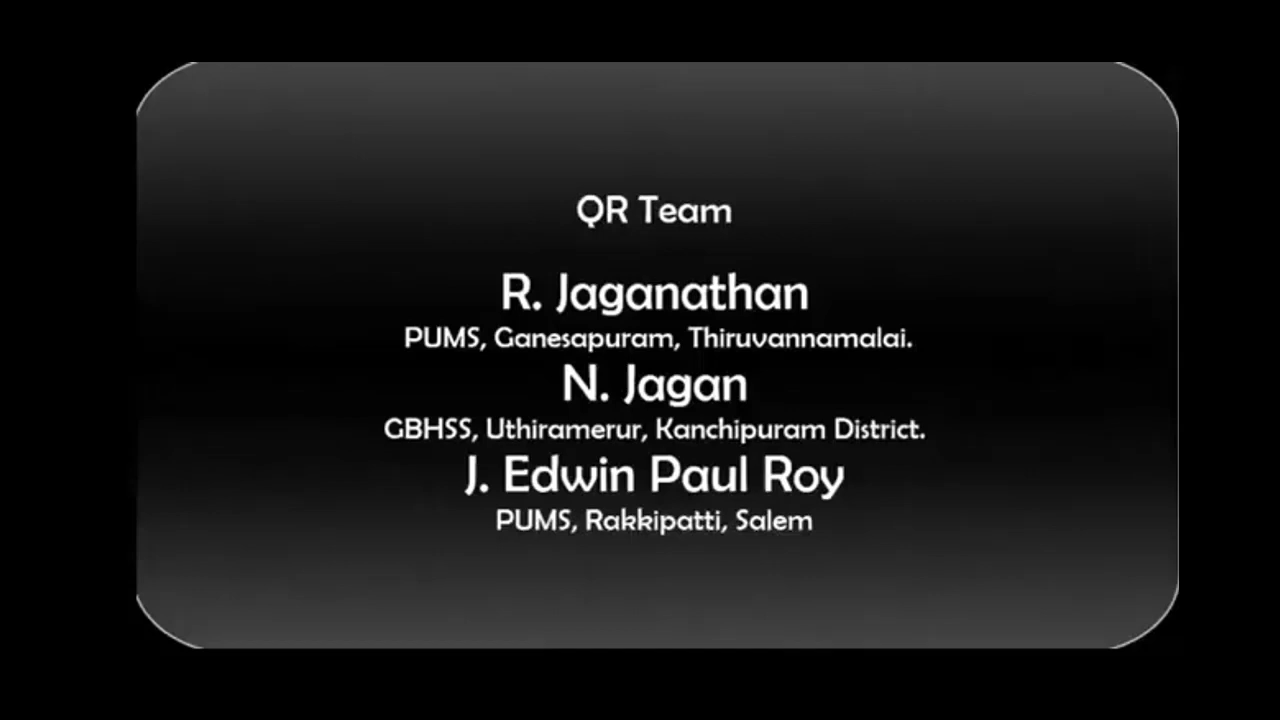 QR Team
R. Jaganathan
PUMS, Ganesapuram, Thiruvannamalai.
N. Jagan
GBHSS, Uthiramerur, Kanchipuram District.
J. Edwin Paul Roy
PUMS, Rakkipatti, Salem